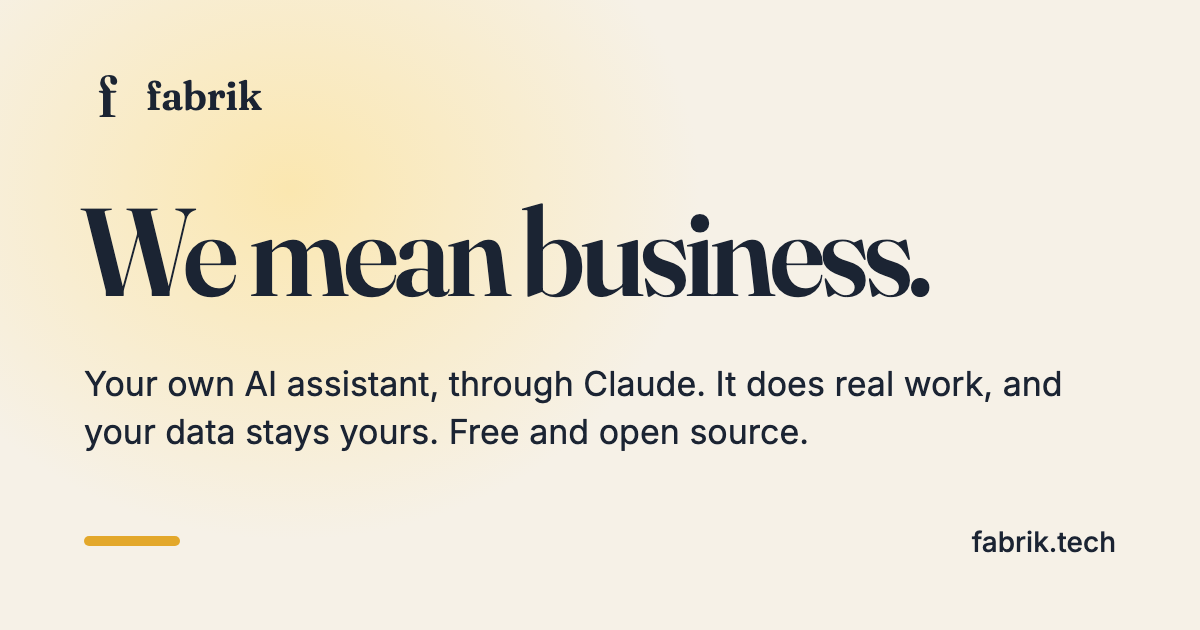 f fabrik
We mean business.
Your own AI assistant, through Claude. It does real work, and
your data stays yours. Free and open source.
fabrik.tech